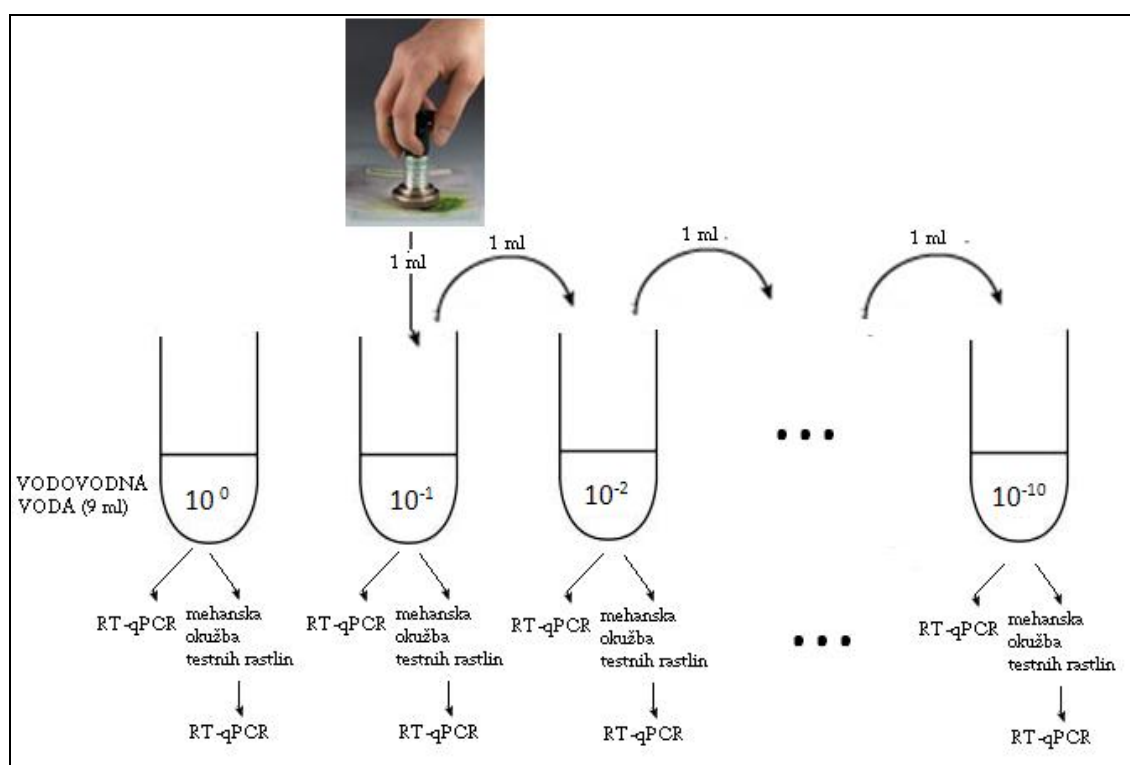 1 ml
1 ml
1 ml
1 ml
VODOVODNA
VODA (9 ml)
10⁰
10⁻¹
10⁻²
10⁻¹⁰
RT-qPCR
mehanska
okužba
testnih rastlin
RT-qPCR
RT-qPCR
mehanska
okužba
testnih rastlin
RT-qPCR
RT-qPCR
mehanska
okužba
testnih rastlin
RT-qPCR
RT-qPCR
mehanska
okužba
testnih rastlin
RT-qPCR